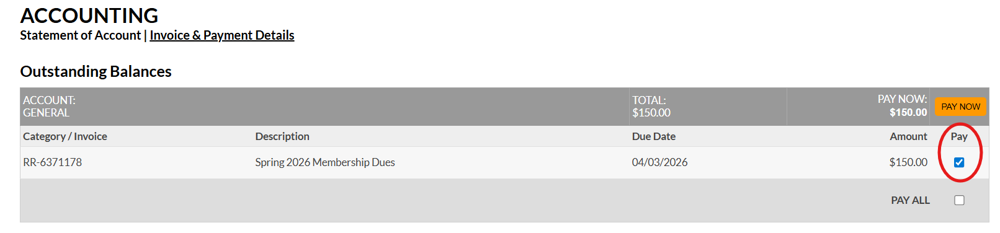 ACCOUNTING
Statement of Account | Invoice & Payment Details
Outstanding Balances
ACCOUNT:
GENERAL
TOTAL:
$150.00
PAY NOW:
$150.00
PAY NOW
Category / Invoice Description Due Date Amount Pay
RR-6371178 Spring 2026 Membership Dues 04/03/2026 $150.00
PAY ALL